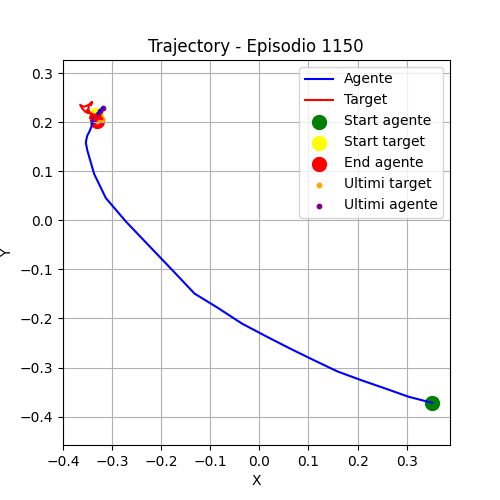 Trajectory - Episodio 1150
Agente
Target
Start agente
Start target
End agente
Ultimi target
Ultimi agente
0.3
0.2
0.1
0.0
−0.1
−0.2
−0.3
−0.4
Y
−0.4 −0.3 −0.2 −0.1 0.0 0.1 0.2 0.3
X